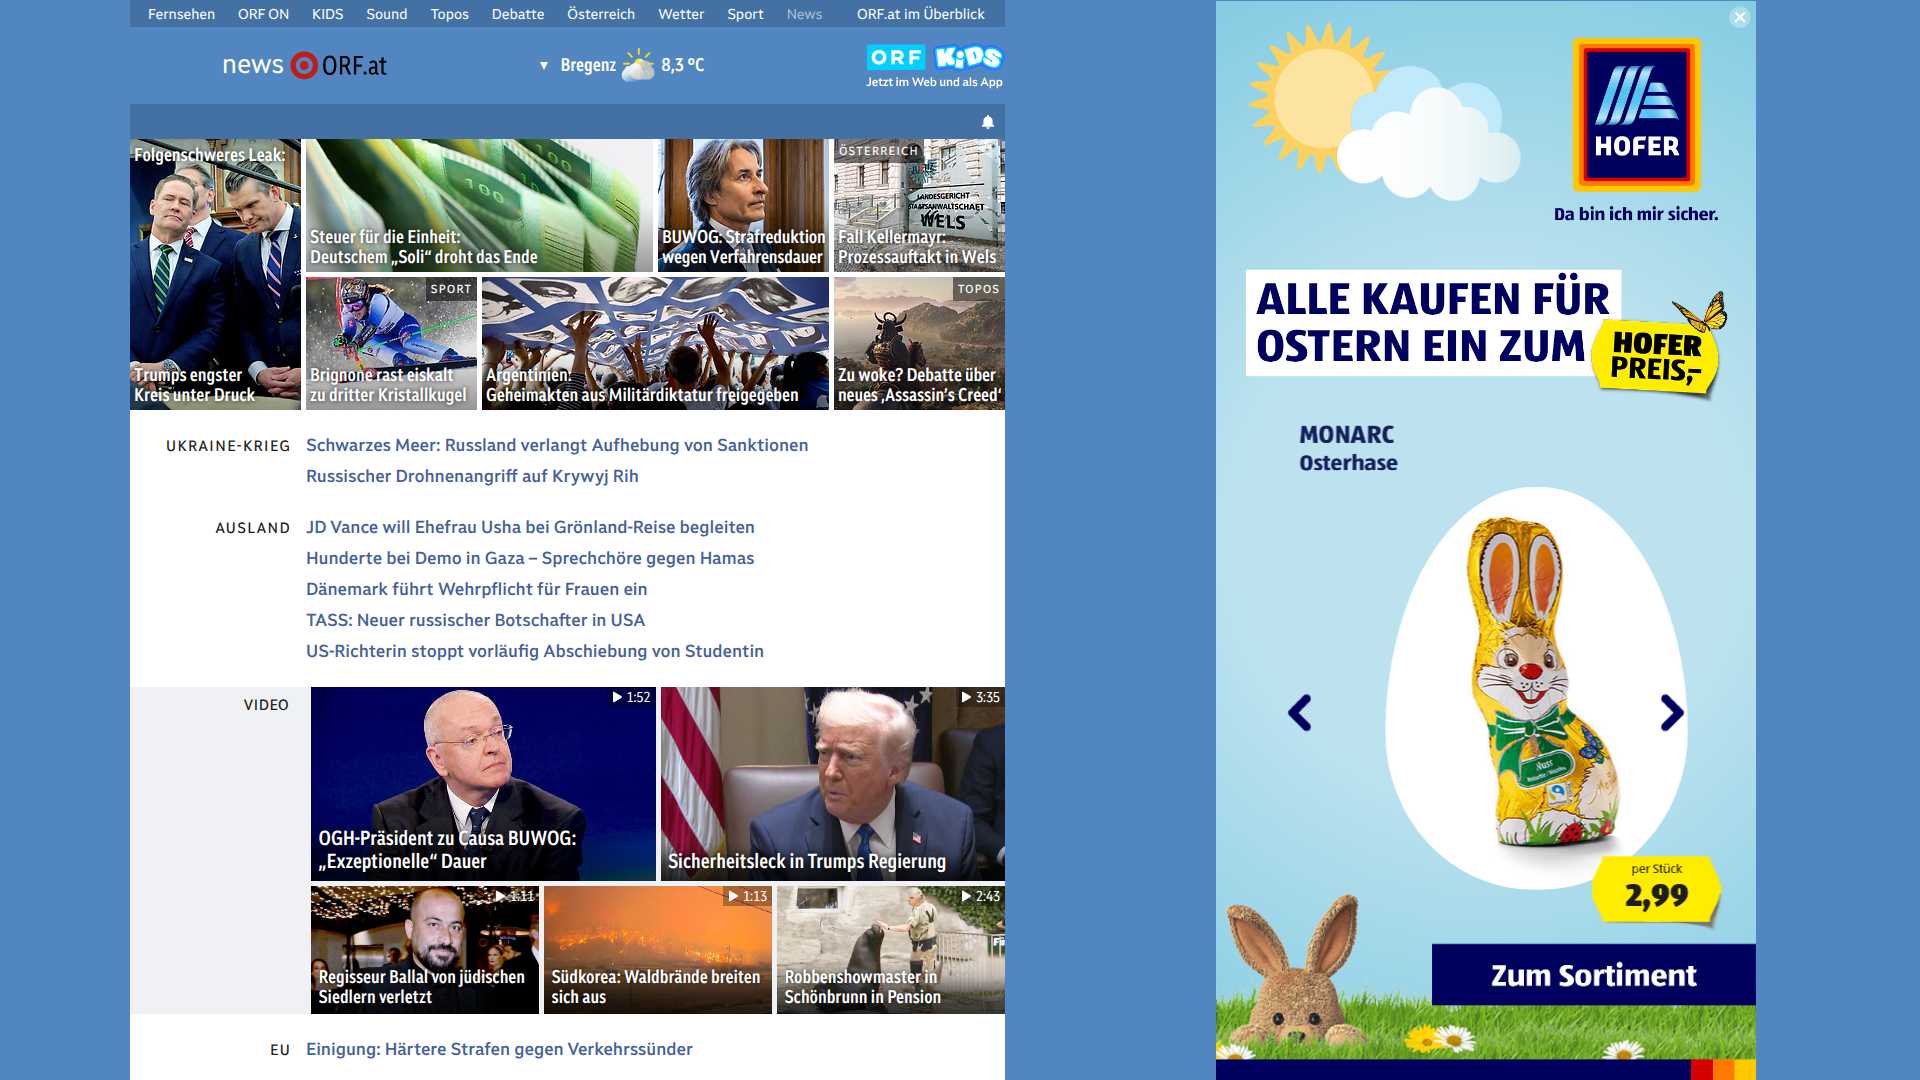 Fernsehen ORF ON KIDS Sound Topos Debatte Österreich Wetter Sport News ORF.at im Überblick
news ORF.at
▼ Bregenz 8,3 °C
ORF KiDS
Jetzt im Web und als App
Folgenschweres Leak:
Trumps engster
Kreis unter Druck
100
100
Steuer für die Einheit:
Deutschem „Soli“ droht das Ende
BUWOG: Strafreduktion
wegen Verfahrensdauer
ÖSTERREICH
LANDESGERICHT
STAATSANWALTSCHAFT
WELS
Fall Kellermayr:
Prozessauftakt in Wels
SPORT
Brignone rast eiskalt
zu dritter Kristallkugel
Argentinien:
Geheimakten aus Militärdiktatur freigegeben
TOPOS
Zu woke? Debatte über
neues ‚Assassin’s Creed‘
UKRAINE-KRIEG
Schwarzes Meer: Russland verlangt Aufhebung von Sanktionen
Russischer Drohnenangriff auf Krywyj Rih
AUSLAND
JD Vance will Ehefrau Usha bei Grönland-Reise begleiten
Hunderte bei Demo in Gaza – Sprechchöre gegen Hamas
Dänemark führt Wehrpflicht für Frauen ein
TASS: Neuer russischer Botschafter in USA
US-Richterin stoppt vorläufig Abschiebung von Studentin
VIDEO
1:52
OGH-Präsident zu Causa BUWOG:
„Exzeptionelle“ Dauer
3:35
Sicherheitsleck in Trumps Regierung
1:11
Regisseur Ballal von jüdischen
Siedlern verletzt
1:13
Südkorea: Waldbrände breiten
sich aus
2:43
Robbenshowmaster in
Schönbrunn in Pension
EU
Einigung: Härtere Strafen gegen Verkehrssünder
HOFER
Da bin ich mir sicher.
ALLE KAUFEN FÜR
OSTERN EIN ZUM
HOFER
PREIS,–
MONARC
Osterhase
Nuss
per Stück
2,99
Zum Sortiment